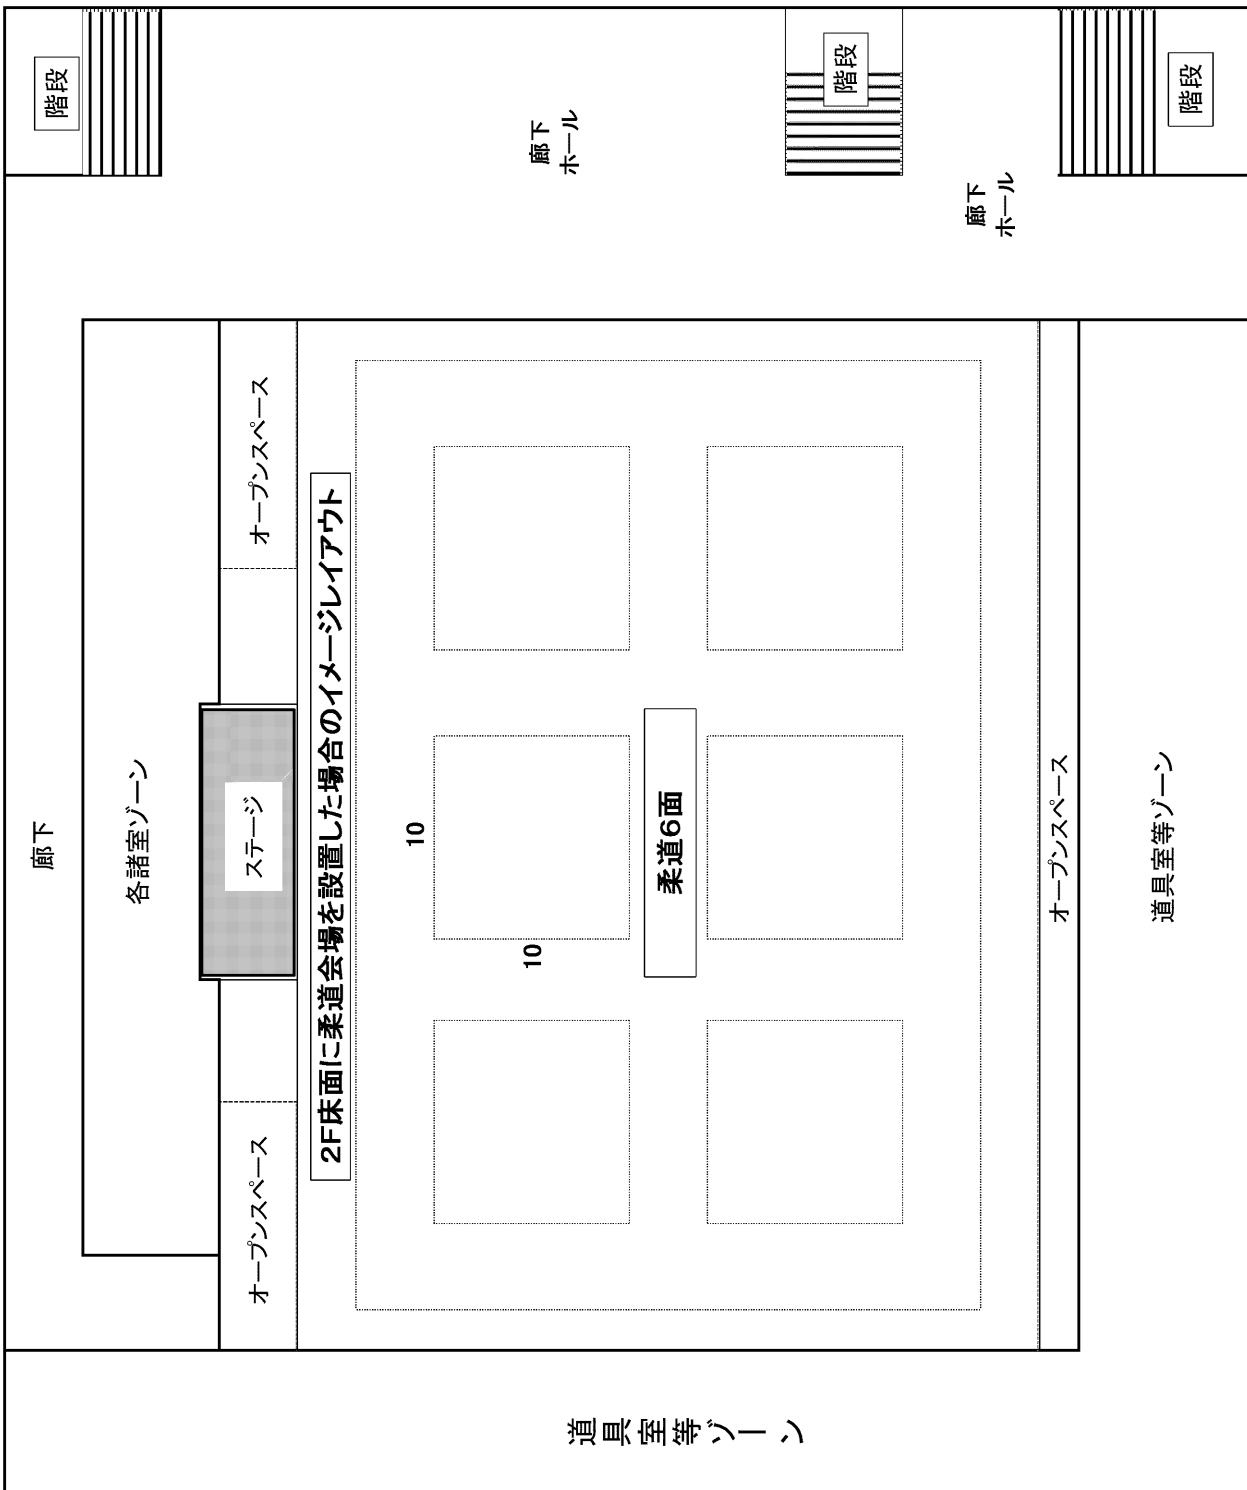 階段
階段
階段
廊下
ホール
廊下
ホール
廊下
各諸室ゾーン
ステージ
オープンスペース
オープンスペース
2F床面に柔道会場を設置した場合のイメージレイアウト
10
10
柔道6面
オープンスペース
道具室等ゾーン
道具室等ゾーン